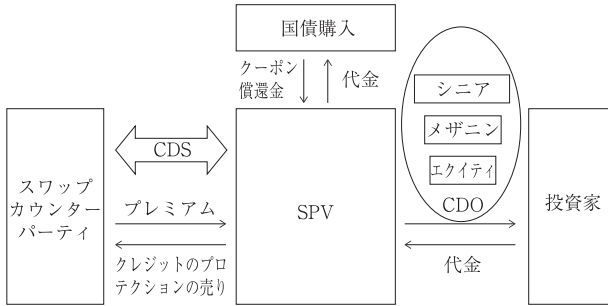 国債購入
クーポン
償還金
代金
シニア
メザニン
エクイティ
CDO
CDS
スワップ
カウンター
パーティ
プレミアム
クレジットのプロ
テクションの売り
SPV
代金
投資家